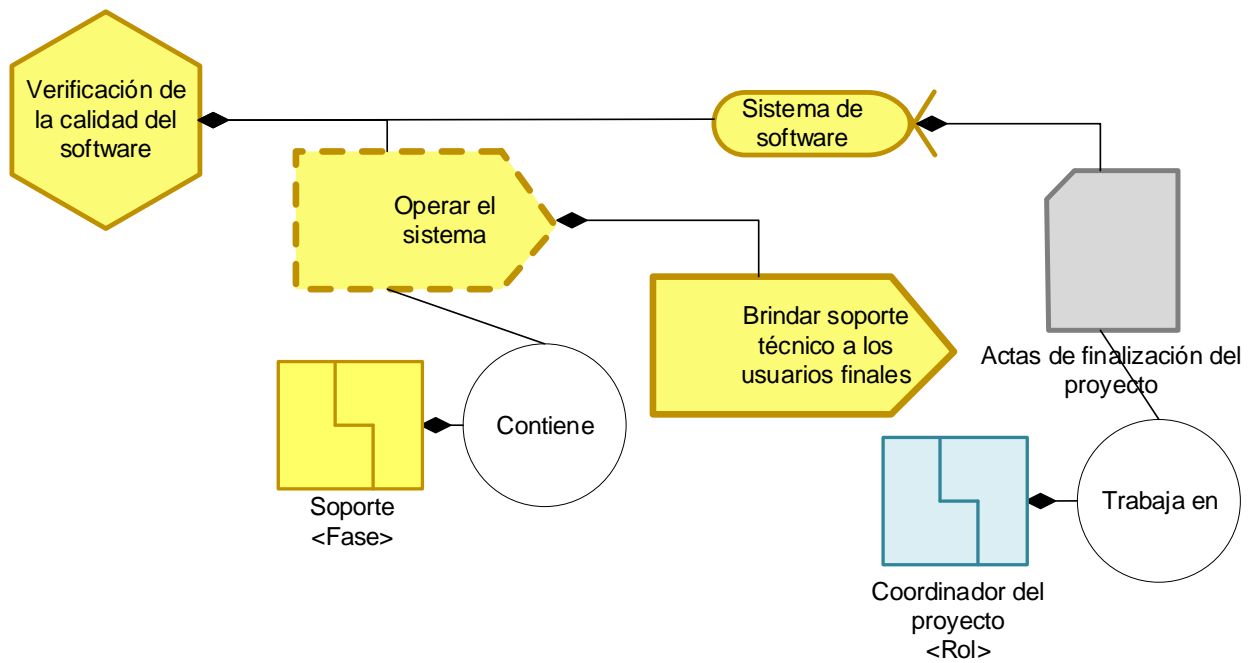 Verificación de
la calidad del
software
Sistema de
software
Operar el
sistema
Brindar soporte
técnico a los
usuarios finales
Actas de finalización del
proyecto
Contiene
Soporte
<Fase>
Trabaja en
Coordinador del
proyecto
<Rol>